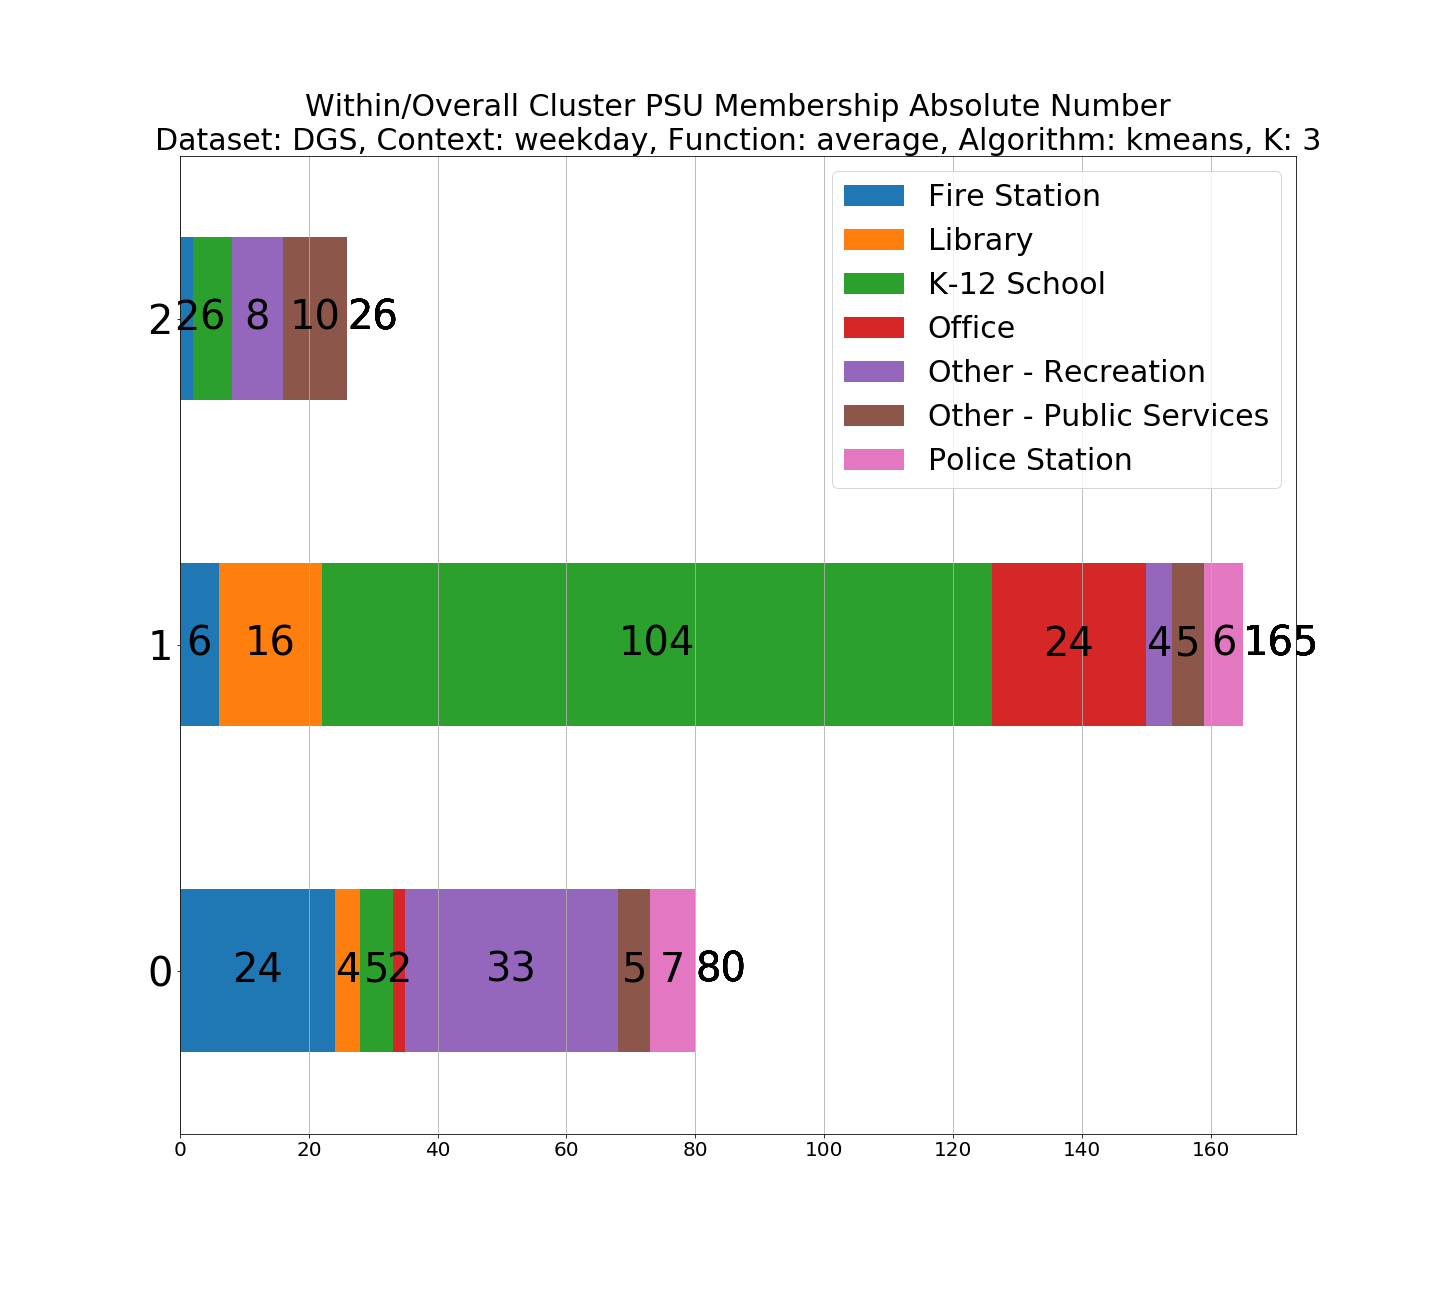 Within/Overall Cluster PSU Membership Absolute Number
Dataset: DGS, Context: weekday, Function: average, Algorithm: kmeans, K: 3
Fire Station
Library
K-12 School
Office
Other - Recreation
Other - Public Services
Police Station
2 2 6 8 10 26
1 6 16 104 24 4 5 6 165
0 24 4 5 2 33 5 7 80
0 20 40 60 80 100 120 140 160